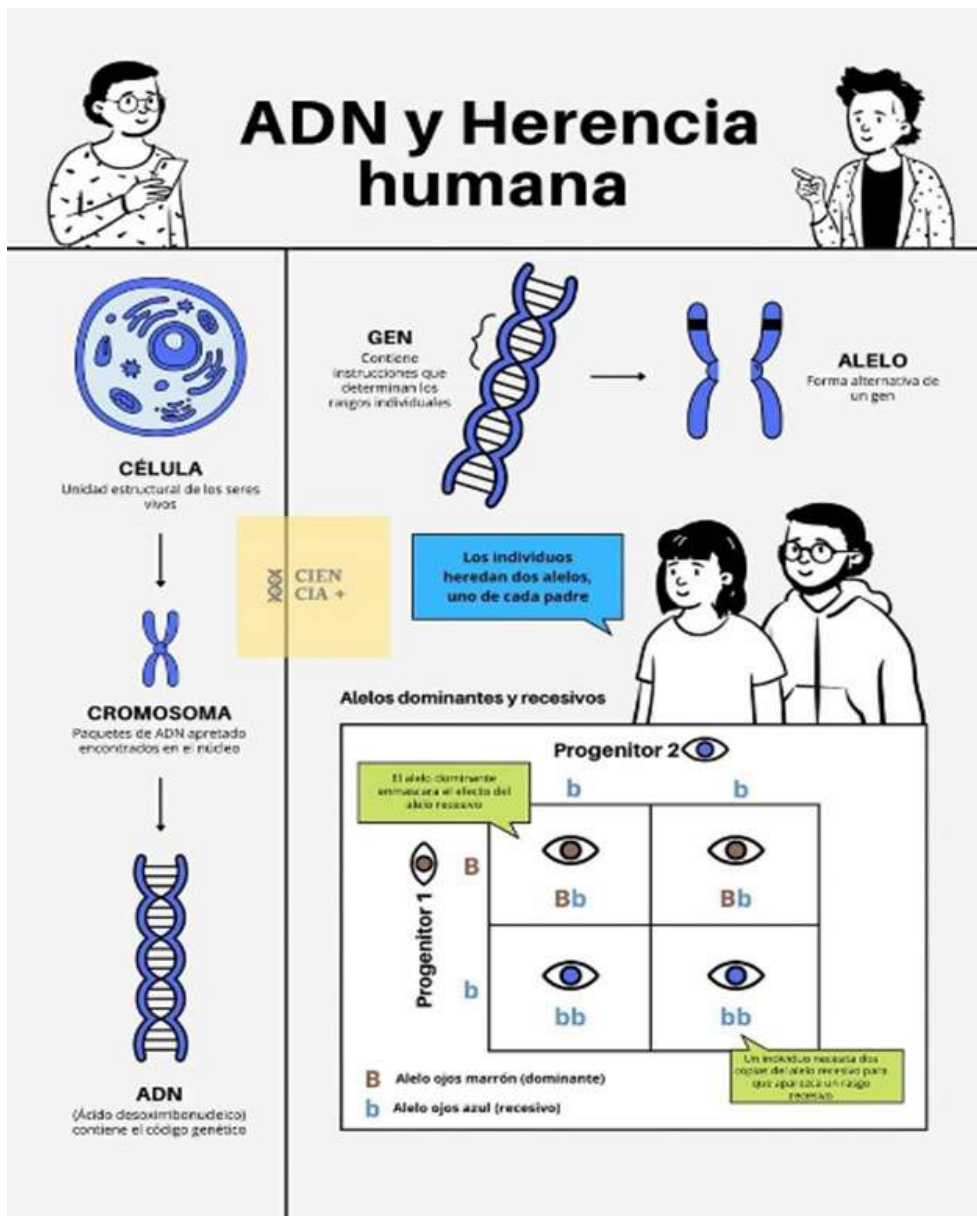 ADN y Herencia
humana
CÉLULA
Unidad estructural de los seres
vivos
CROMOSOMA
Paquetes de ADN apretado
encontrados en el núcleo
ADN
(Ácido desoxirribonucleico)
contiene el código genético
GEN
Contiene
instrucciones que
determinan los
rasgos individuales
ALELO
Forma alternativa de
un gen
CIEN
CIA +
Los individuos
heredan dos alelos,
uno de cada padre
Alelos dominantes y recesivos
Progenitor 2
El alelo dominante
enmascara el efecto del
alelo recesivo
b b
Progenitor 1
B
Bb Bb
b
bb bb
Un individuo necesita dos
copias del alelo recesivo para
que aparezca un rasgo
recesivo
B Alelo ojos marrón (dominante)
b Alelo ojos azul (recesivo)